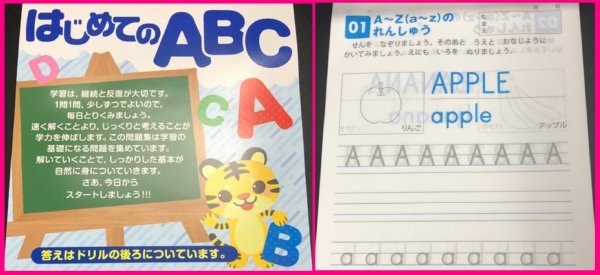 はじめてのABC
D
C
A
B
学習は、継続と反復が大切です。
1問1問、少しずつでよいので、
毎日とりくみましょう。
速く解くことより、じっくりと考えることが
学力を伸ばします。この問題集は学習の
基礎になる問題を集めています。
解いていくことで、しっかりした基本が
自然に身についていきます。
さあ、今日から
スタートしましょう!!!
答えはドリルの後ろについています。
月 日
01 A〜Z(a〜z)の
れんしゅう
なまえ
せんを なぞりましょう。そのあと うえと おなじように
かいてみましょう。えにも いろを ぬりましょう。
APPLE
apple
りんご
アップル
A A A A A A A A A
a a a a a a a a a